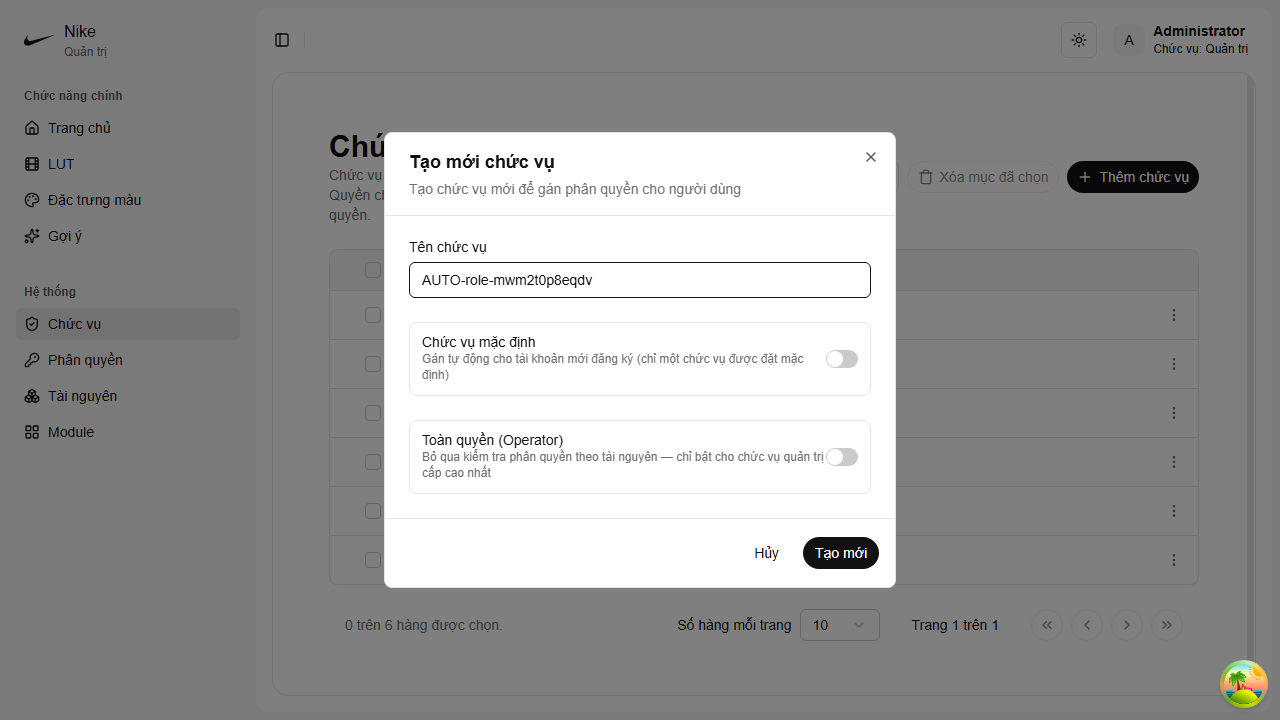 Nike
Quản trị
Chức năng chính
Trang chủ
LUT
Đặc trưng màu
Gợi ý
Hệ thống
Chức vụ
Phân quyền
Tài nguyên
Module
A
Administrator
Chức vụ: Quản trị
Chức vụ
Quyền
quyền.
Xóa mục đã chọn
Thêm chức vụ
Tạo mới chức vụ
Tạo chức vụ mới để gán phân quyền cho người dùng
Tên chức vụ
AUTO-role-mwm2t0p8eqdv
Chức vụ mặc định
Gán tự động cho tài khoản mới đăng ký (chỉ một chức vụ được đặt mặc
định)
Toàn quyền (Operator)
Bỏ qua kiểm tra phân quyền theo tài nguyên — chỉ bật cho chức vụ quản trị
cấp cao nhất
Hủy
Tạo mới
0 trên 6 hàng được chọn.
Số hàng mỗi trang
10
Trang 1 trên 1